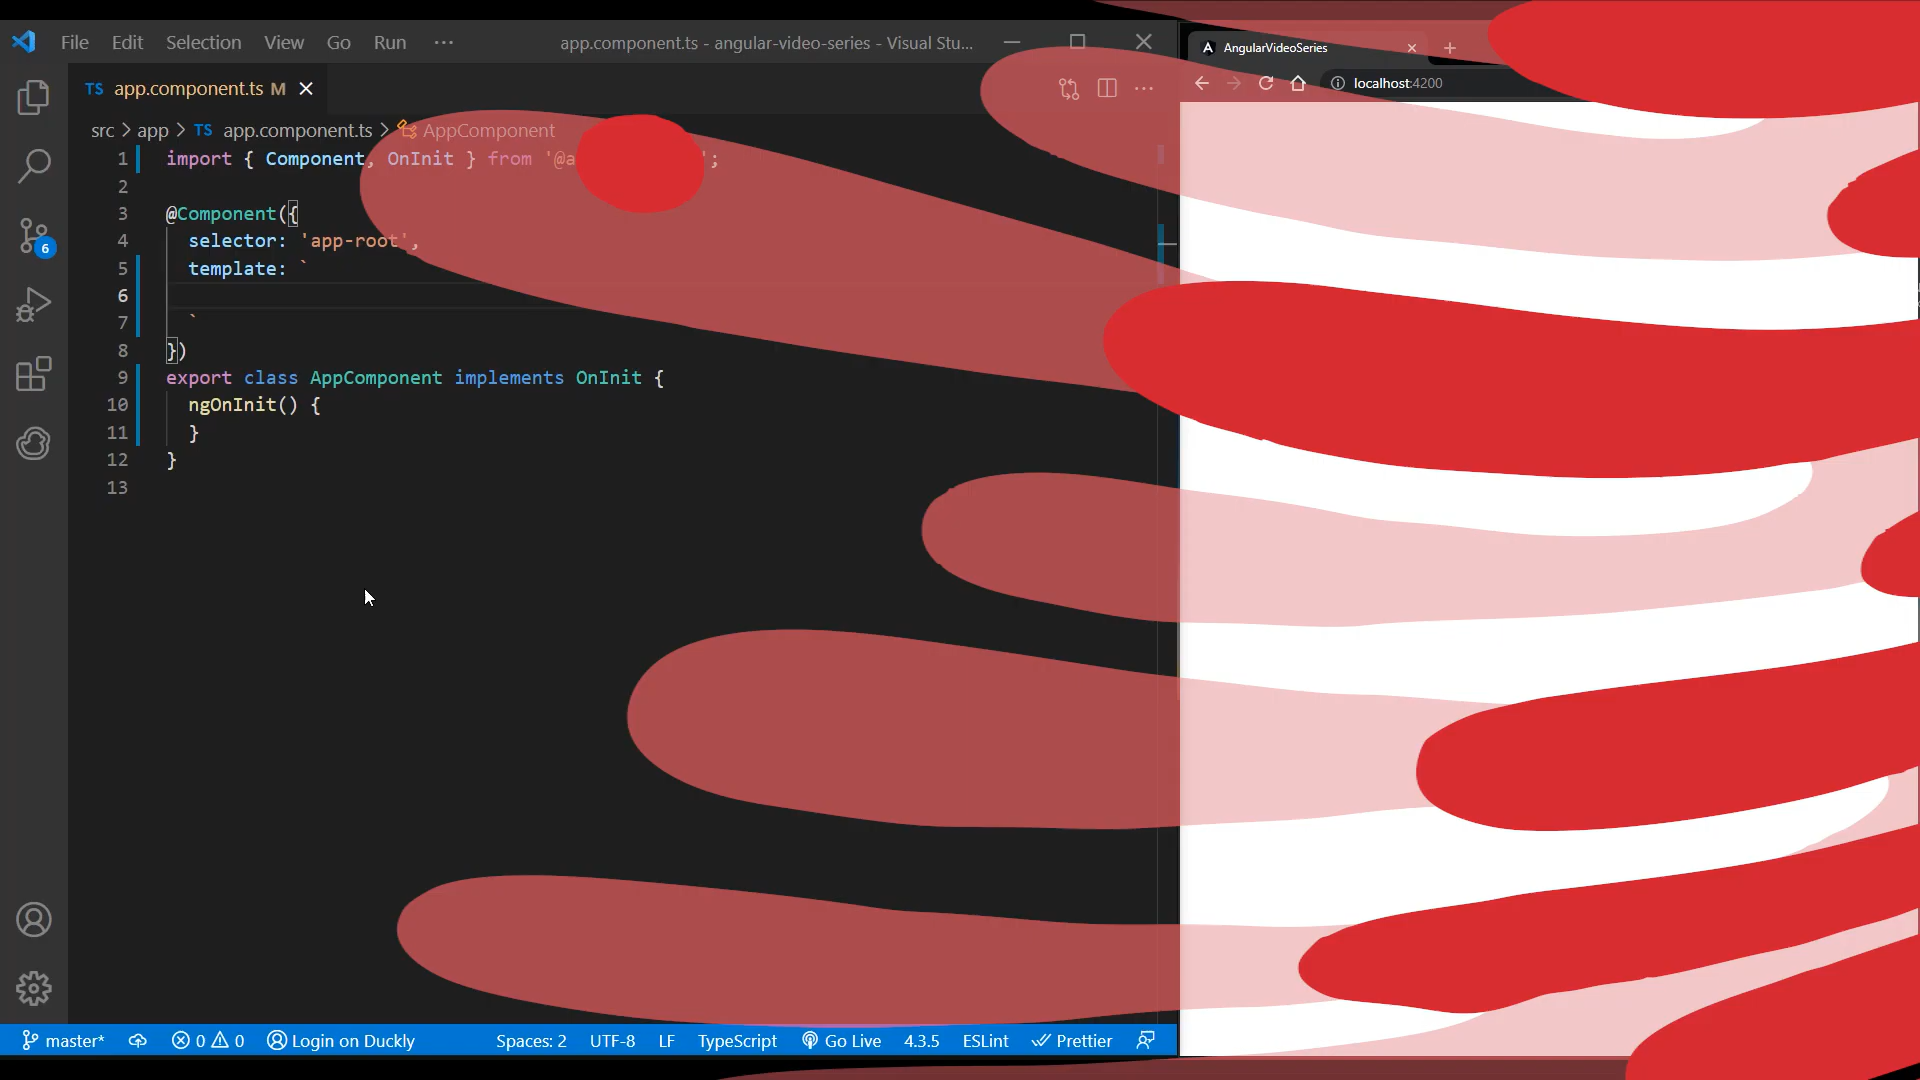 File Edit Selection View Go Run ··· app.component.ts - angular-video-series - Visual Stu...
AngularVideoSeries
localhost:4200
TS app.component.ts M
src > app > TS app.component.ts > AppComponent
1 import { Component, OnInit } from '@a ';
2
3 @Component({
4 selector: 'app-root',
5 template: `
6
7 `
8 })
9 export class AppComponent implements OnInit {
10 ngOnInit() {
11 }
12 }
13
6
master* 0 0 Login on Duckly Spaces: 2 UTF-8 LF TypeScript Go Live 4.3.5 ESLint Prettier